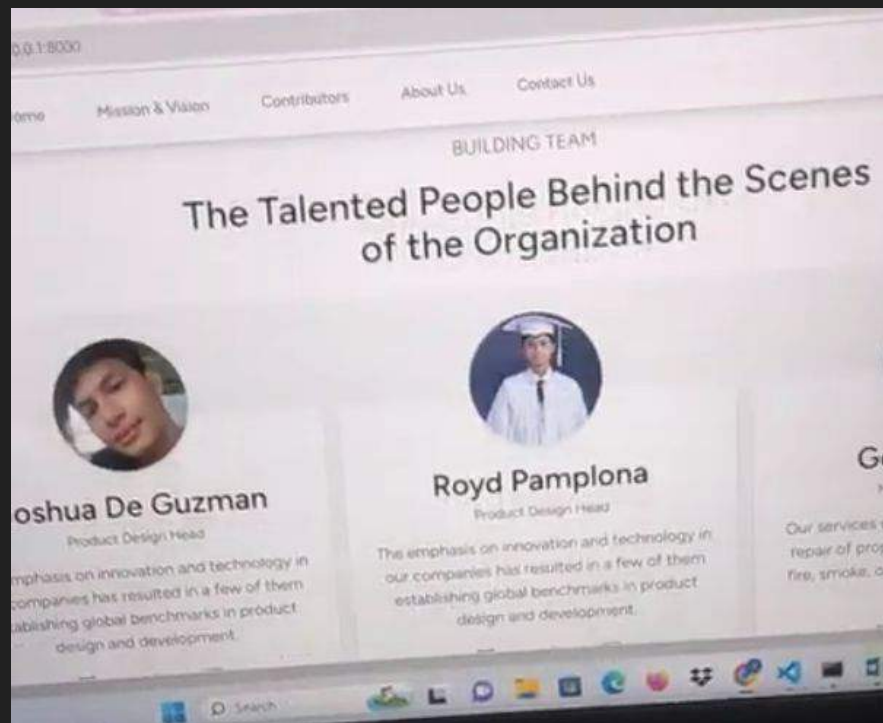 0.0.1:8000
ome Mission & Vision Contributors About Us Contact Us
BUILDING TEAM
The Talented People Behind the Scenes
of the Organization
oshua De Guzman
Product Design Head
mphasis on innovation and technology in
companies has resulted in a few of them
ablishing global benchmarks in product
design and development.
Royd Pamplona
Product Design Head
The emphasis on innovation and technology in
our companies has resulted in a few of them
establishing global benchmarks in product
design and development.
Our services
repair of prop
fire, smoke,
Search